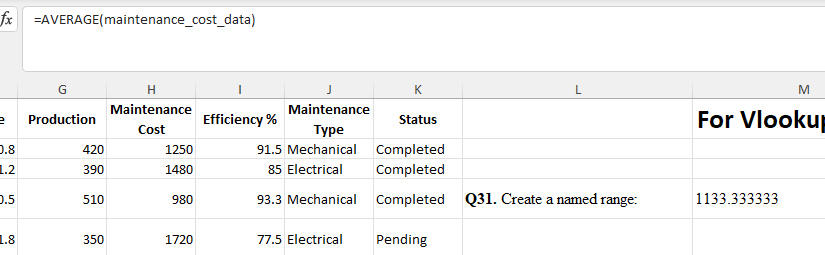 fx =AVERAGE(maintenance_cost_data)
G H I J K L M
e Production Maintenance Cost Efficiency % Maintenance Type Status For Vlookup
0.8 420 1250 91.5 Mechanical Completed
1.2 390 1480 85 Electrical Completed
0.5 510 980 93.3 Mechanical Completed Q31. Create a named range: 1133.333333
1.8 350 1720 77.5 Electrical Pending